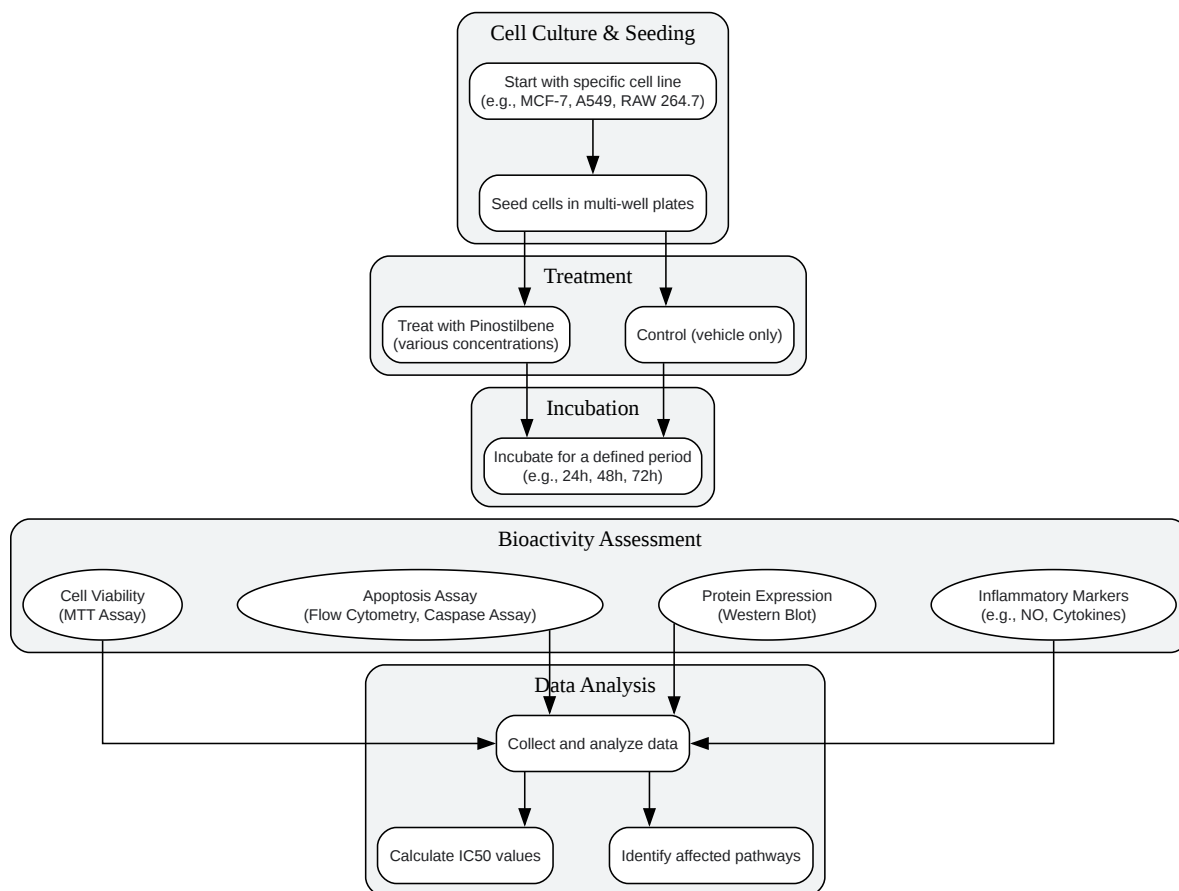 Cell Culture & Seeding
Start with specific cell line
(e.g., MCF-7, A549, RAW 264.7)
Seed cells in multi-well plates
Treatment
Treat with Pinostilbene
(various concentrations)
Control (vehicle only)
Incubation
Incubate for a defined period
(e.g., 24h, 48h, 72h)
Bioactivity Assessment
Cell Viability
(MTT Assay)
Apoptosis Assay
(Flow Cytometry, Caspase Assay)
Protein Expression
(Western Blot)
Inflammatory Markers
(e.g., NO, Cytokines)
Data Analysis
Collect and analyze data
Calculate IC50 values
Identify affected pathways